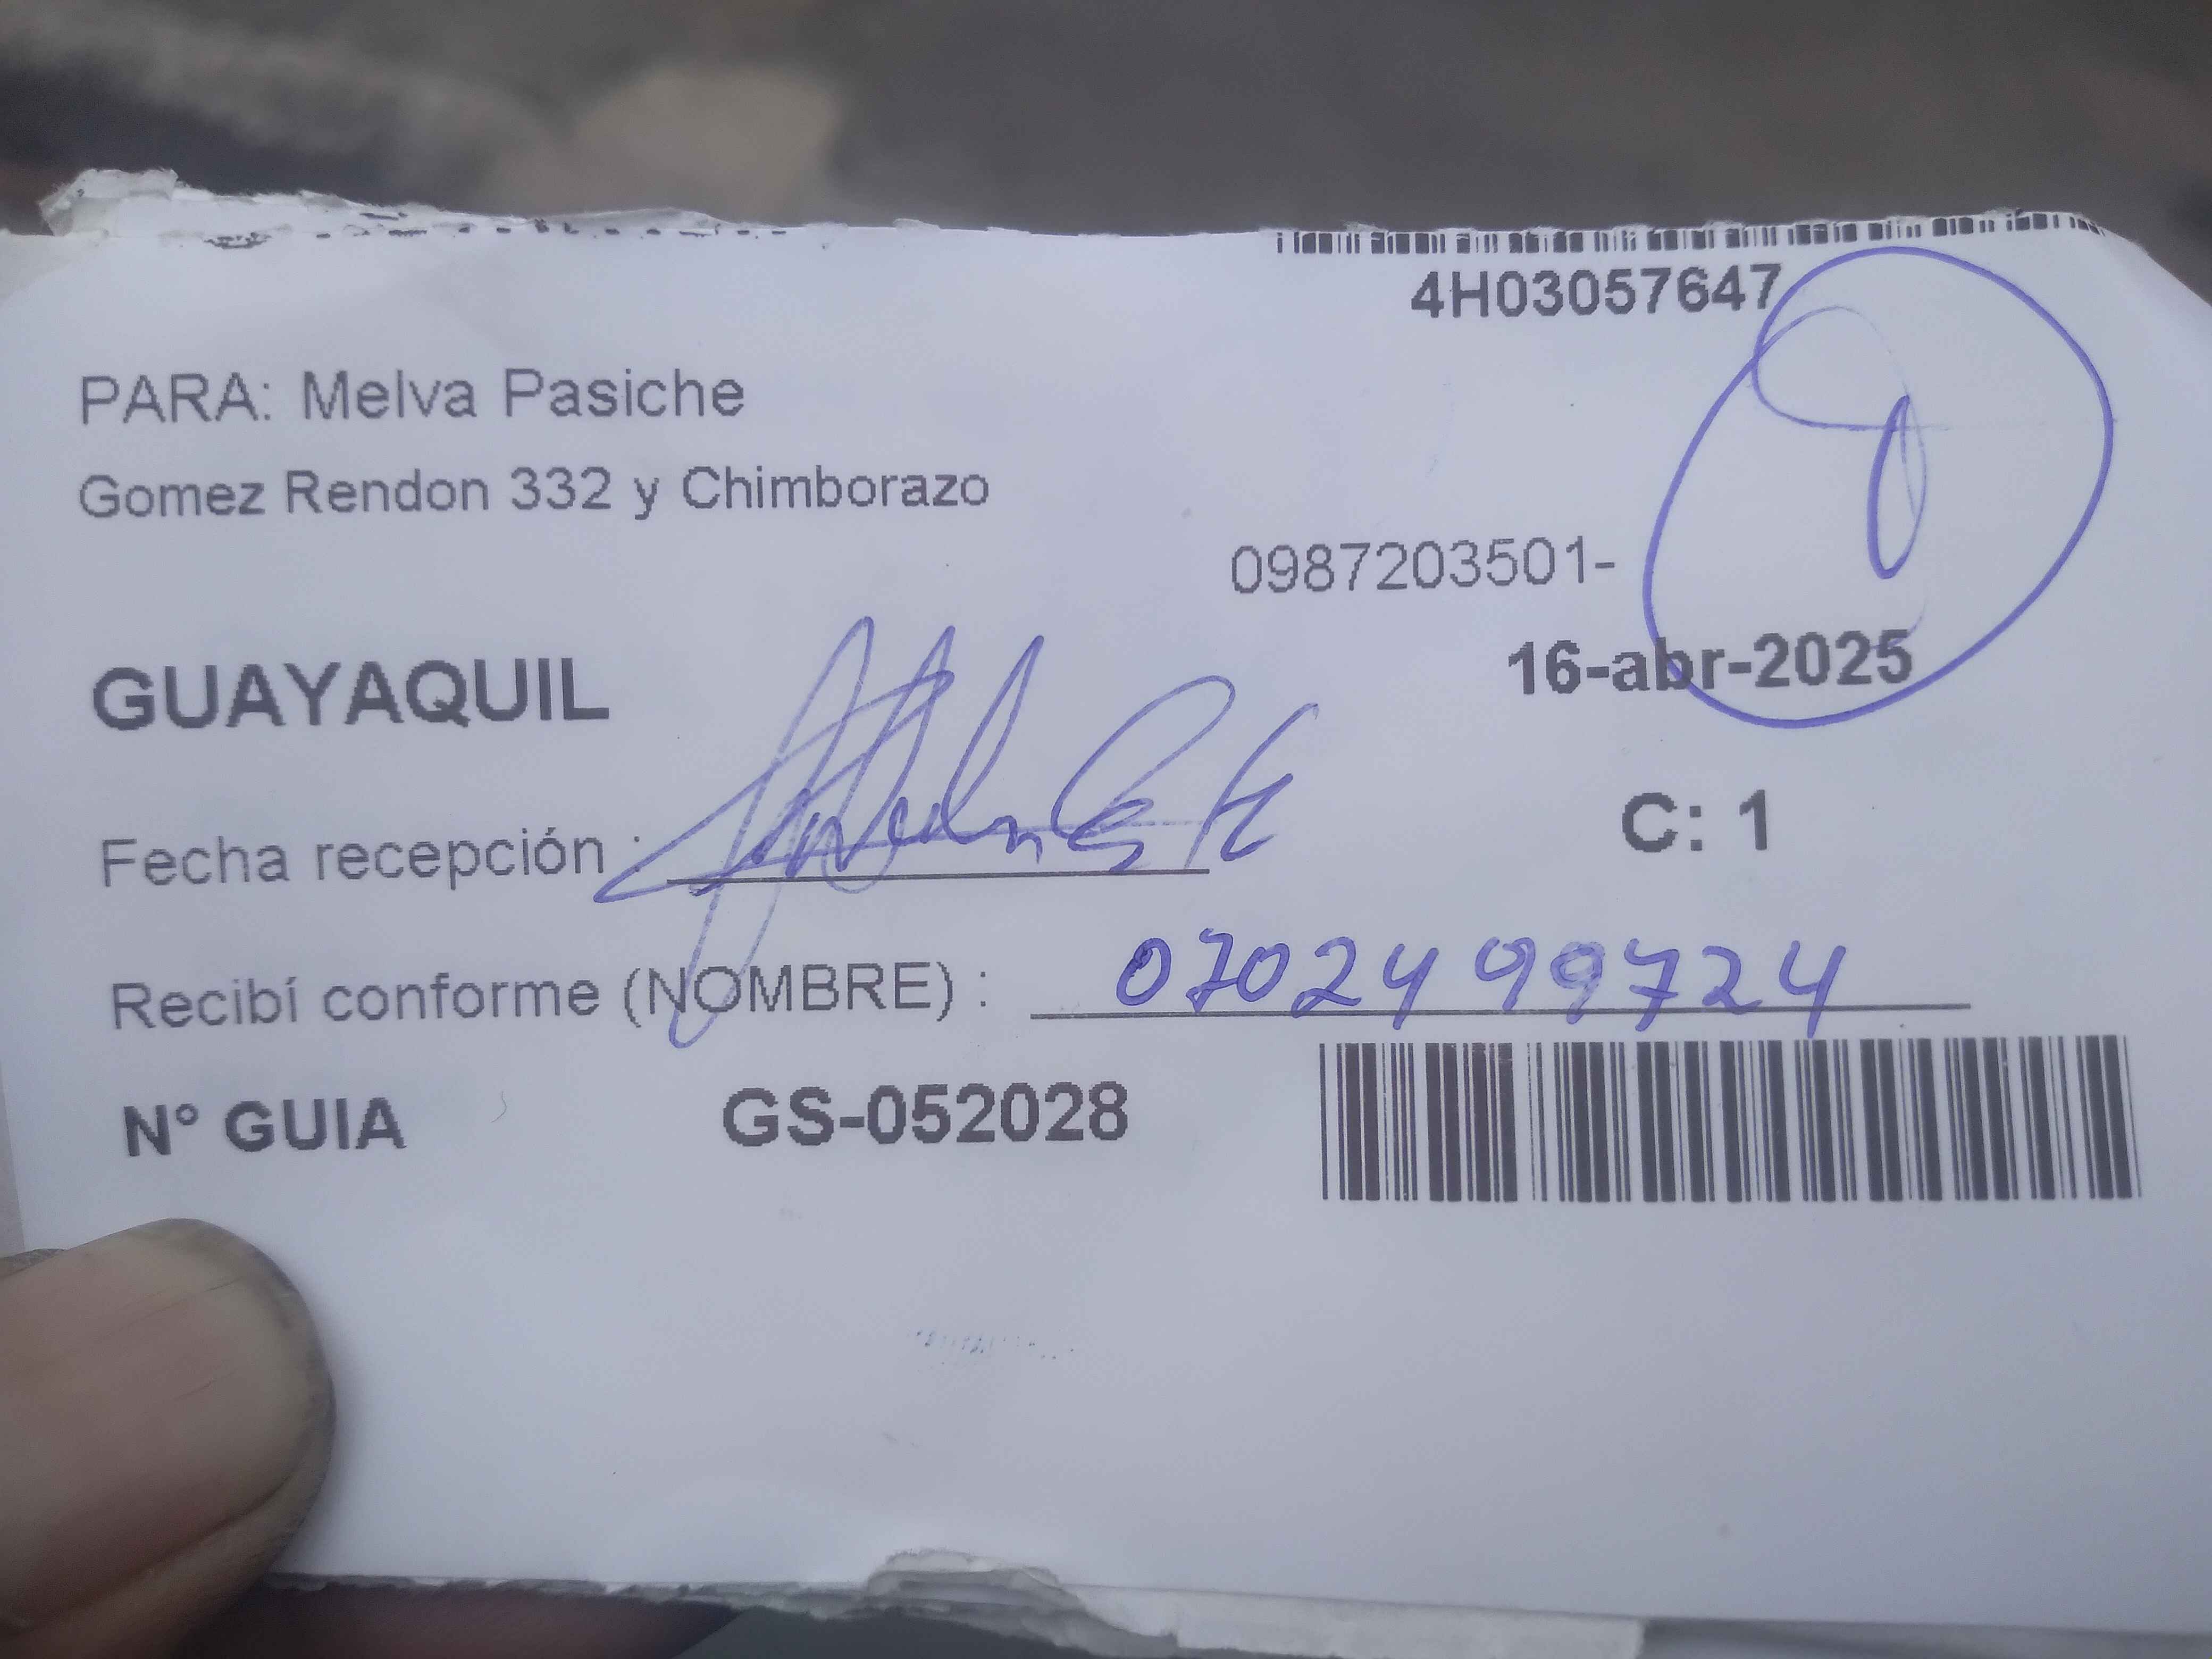 4H03057647
PARA: Melva Pasiche
Gomez Rendon 332 y Chimborazo
0987203501-
16-abr-2025
GUAYAQUIL
C: 1
Fecha recepción :
Recibí conforme (NOMBRE) : 0702499724
N° GUIA GS-052028